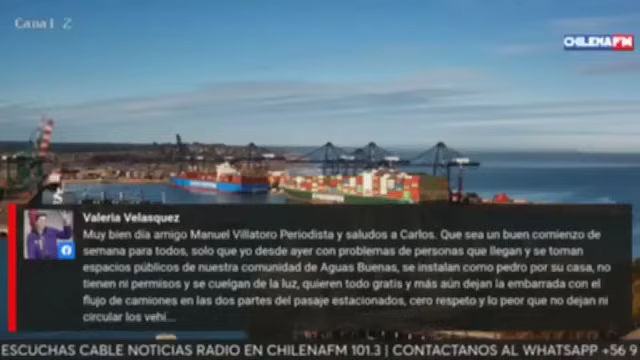 Canal 2
CHILENAFM
Valeria Velasquez
Muy bien día amigo Manuel Villatoro Periodista y saludos a Carlos. Que sea un buen comienzo de
semana para todos, solo que yo desde ayer con problemas de personas que llegan y se toman
espacios públicos de nuestra comunidad de Aguas Buenas, se instalan como pedro por su casa, no
tienen ni permisos y se cuelgan de la luz, quieren todo gratis y más aún dejan la embarrada con el
flujo de camiones en las dos partes del pasaje estacionados, cero respeto y lo peor que no dejan ni
circular los vehí...
ESCUCHAS CABLE NOTICIAS RADIO EN CHILENAFM 101.3 | CONTACTANOS AL WHATSAPP +56 9